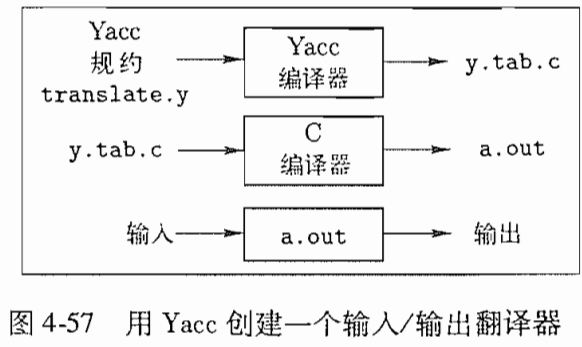 Yacc
规约
translate.y
Yacc
编译器
y.tab.c
y.tab.c
C
编译器
a.out
输入
a.out
输出
图 4-57 用 Yacc 创建一个输入/输出翻译器